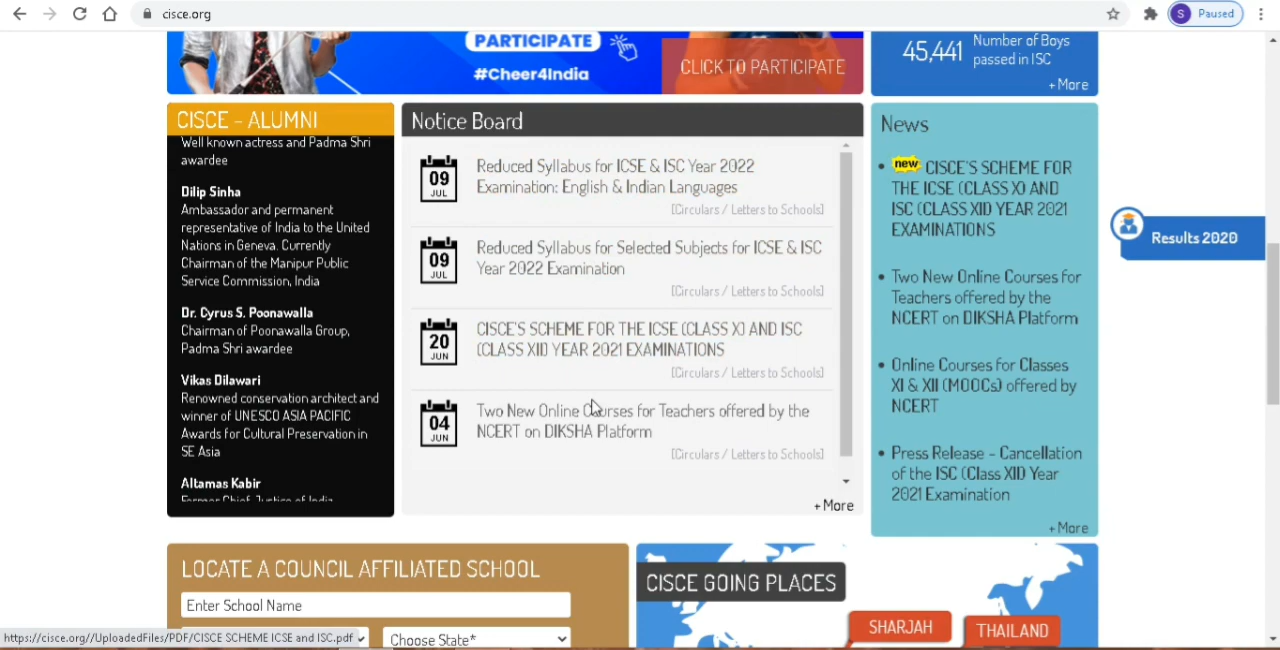 cisce.org
S
Paused
PARTICIPATE
#Cheer4India
CLICK TO PARTICIPATE
45,441
Number of Boys
passed in ISC
+ More
CISCE - ALUMNI
Well known actress and Padma Shri
awardee
Dilip Sinha
Ambassador and permanent
representative of India to the United
Nations in Geneva. Currently
Chairman of the Manipur Public
Service Commission, India
Dr. Cyrus S. Poonawalla
Chairman of Poonawalla Group,
Padma Shri awardee
Vikas Dilawari
Renowned conservation architect and
winner of UNESCO ASIA PACIFIC
Awards for Cultural Preservation in
SE Asia
Altamas Kabir
Former Chief Justice of India
Notice Board
09
JUL
Reduced Syllabus for ICSE & ISC Year 2022
Examination: English & Indian Languages
[Circulars / Letters to Schools]
09
JUL
Reduced Syllabus for Selected Subjects for ICSE & ISC
Year 2022 Examination
[Circulars / Letters to Schools]
20
JUN
CISCE'S SCHEME FOR THE ICSE (CLASS X) AND ISC
(CLASS XII) YEAR 2021 EXAMINATIONS
[Circulars / Letters to Schools]
04
JUN
Two New Online Courses for Teachers offered by the
NCERT on DIKSHA Platform
[Circulars / Letters to Schools]
+ More
News
new CISCE'S SCHEME FOR
THE ICSE (CLASS X) AND
ISC (CLASS XII) YEAR 2021
EXAMINATIONS
Two New Online Courses for
Teachers offered by the
NCERT on DIKSHA Platform
Online Courses for Classes
XI & XII (MOOCs) offered by
NCERT
Press Release - Cancellation
of the ISC (Class XII) Year
2021 Examination
+ More
Results 2020
LOCATE A COUNCIL AFFILIATED SCHOOL
Enter School Name
Choose State*
CISCE GOING PLACES
SHARJAH
THAILAND
https://cisce.org//UploadedFiles/PDF/CISCE SCHEME ICSE and ISC.pdf